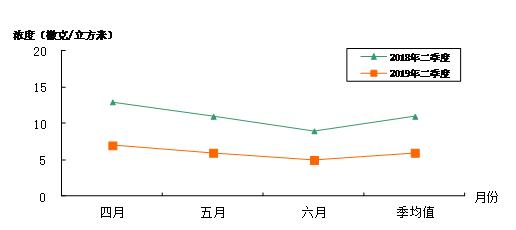 浓度（微克/立方米）
20
15
10
5
0
2018年二季度
2019年二季度
四月 五月 六月 季均值
月份